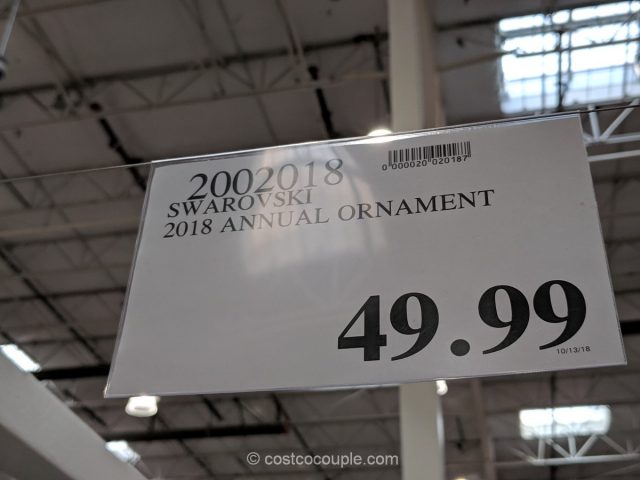 2002018
0 000020 020187
SWAROVSKI
2018 ANNUAL ORNAMENT
49.99
10/13/18
© costcocouple.com